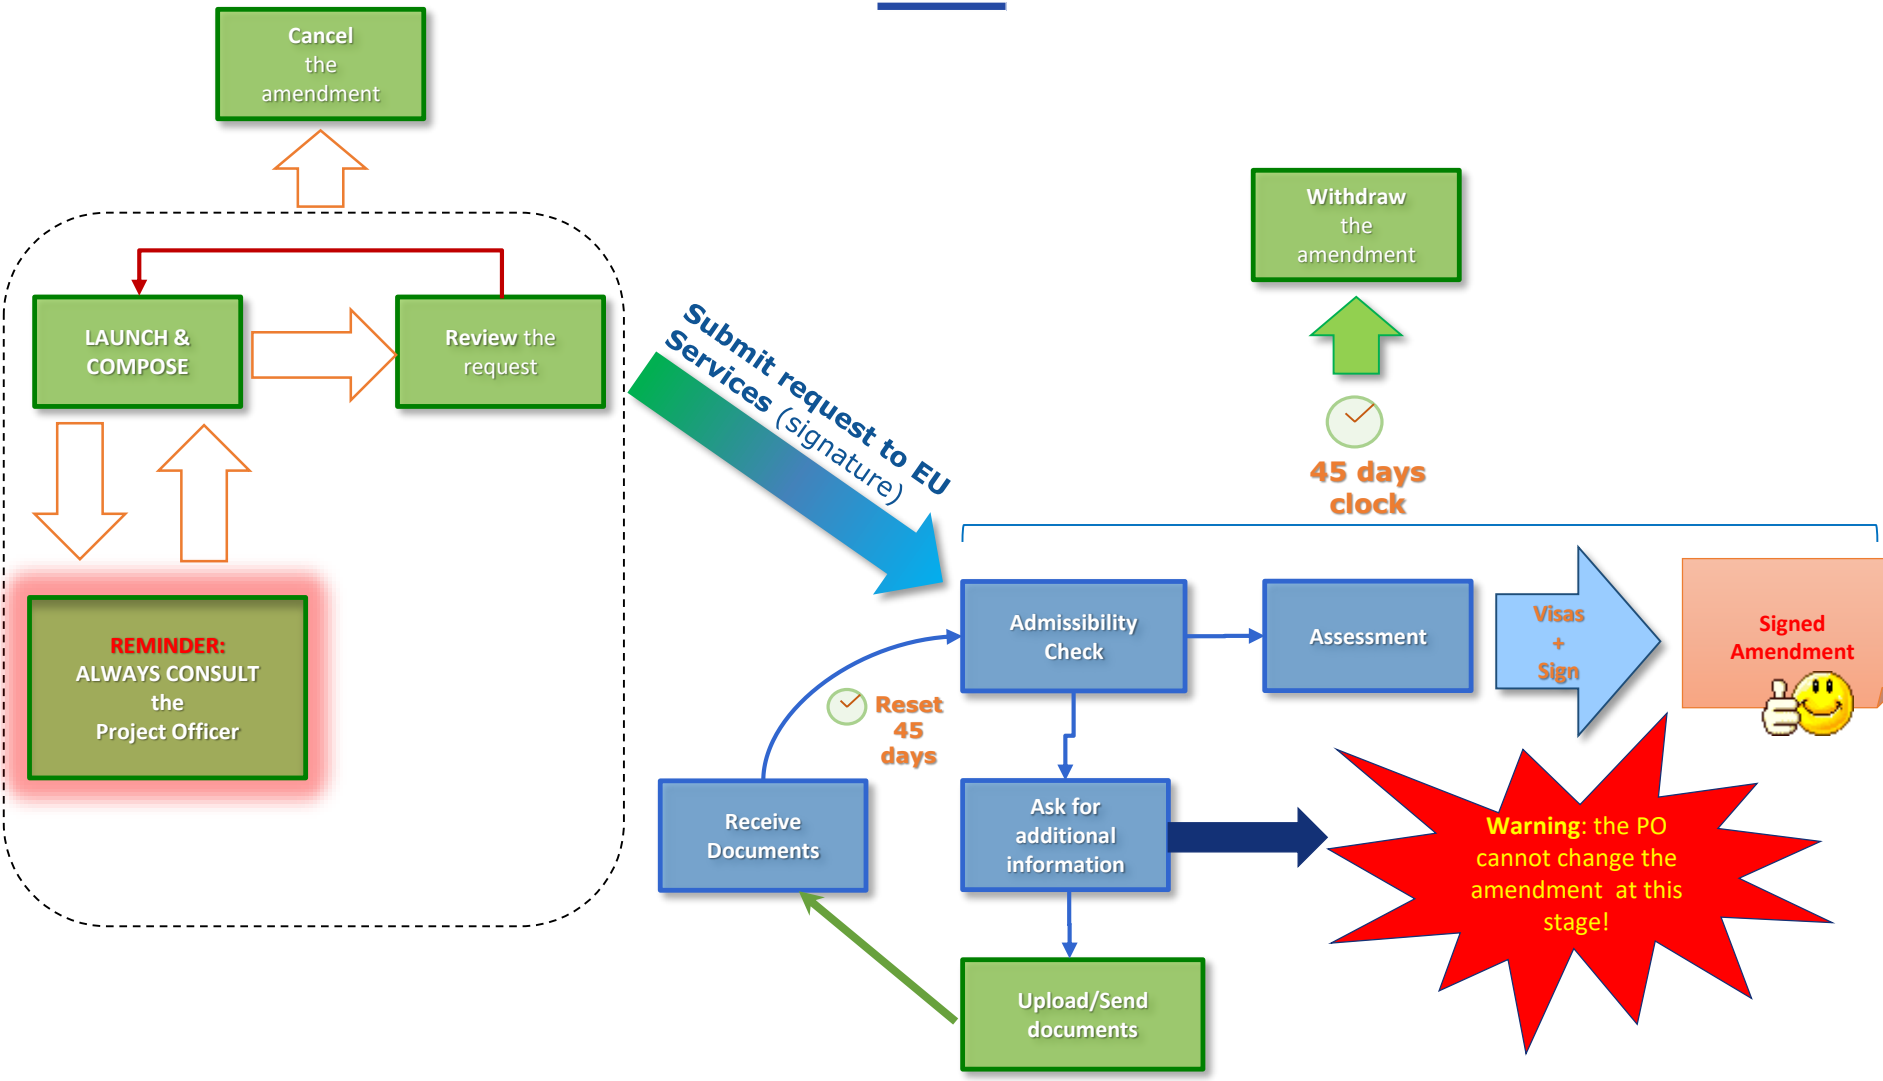 Cancel
the
amendment
LAUNCH &
COMPOSE
Review the
request
REMINDER:
ALWAYS CONSULT
the
Project Officer
Submit request to EU
Services (signature)
Withdraw
the
amendment
45 days
clock
Admissibility
Check
Assessment
Visas
+
Sign
Signed
Amendment
Reset
45
days
Receive
Documents
Ask for
additional
information
Warning: the PO
cannot change the
amendment at this
stage!
Upload/Send
documents